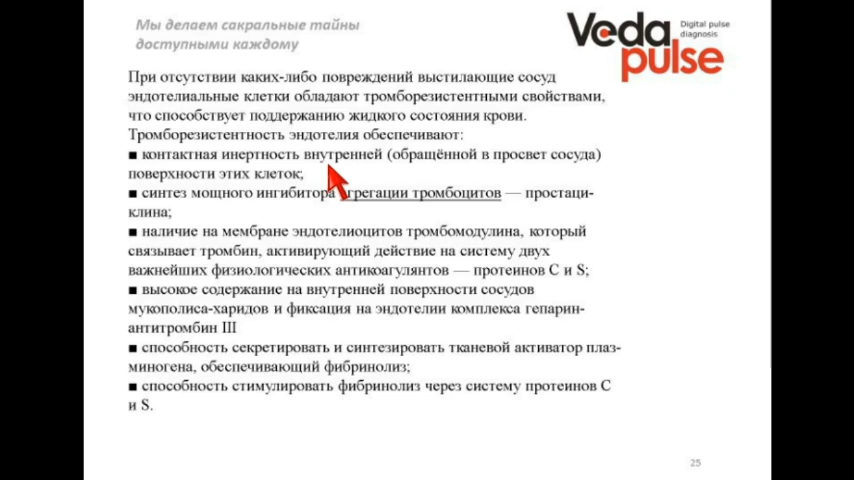 Мы делаем сакральные тайны
доступными каждому
Veda pulse
Digital pulse
diagnosis
При отсутствии каких-либо повреждений выстилающие сосуд
эндотелиальные клетки обладают тромборезистентными свойствами,
что способствует поддержанию жидкого состояния крови.
Тромборезистентность эндотелия обеспечивают:
■ контактная инертность внутренней (обращённой в просвет сосуда)
поверхности этих клеток;
■ синтез мощного ингибитора агрегации тромбоцитов — простаци-
клина;
■ наличие на мембране эндотелиоцитов тромбомодулина, который
связывает тромбин, активирующий действие на систему двух
важнейших физиологических антикоагулянтов — протеинов С и S;
■ высокое содержание на внутренней поверхности сосудов
мукополиса-харидов и фиксация на эндотелии комплекса гепарин-
антитромбин III
■ способность секретировать и синтезировать тканевой активатор плаз-
миногена, обеспечивающий фибринолиз;
■ способность стимулировать фибринолиз через систему протеинов С
и S.
25